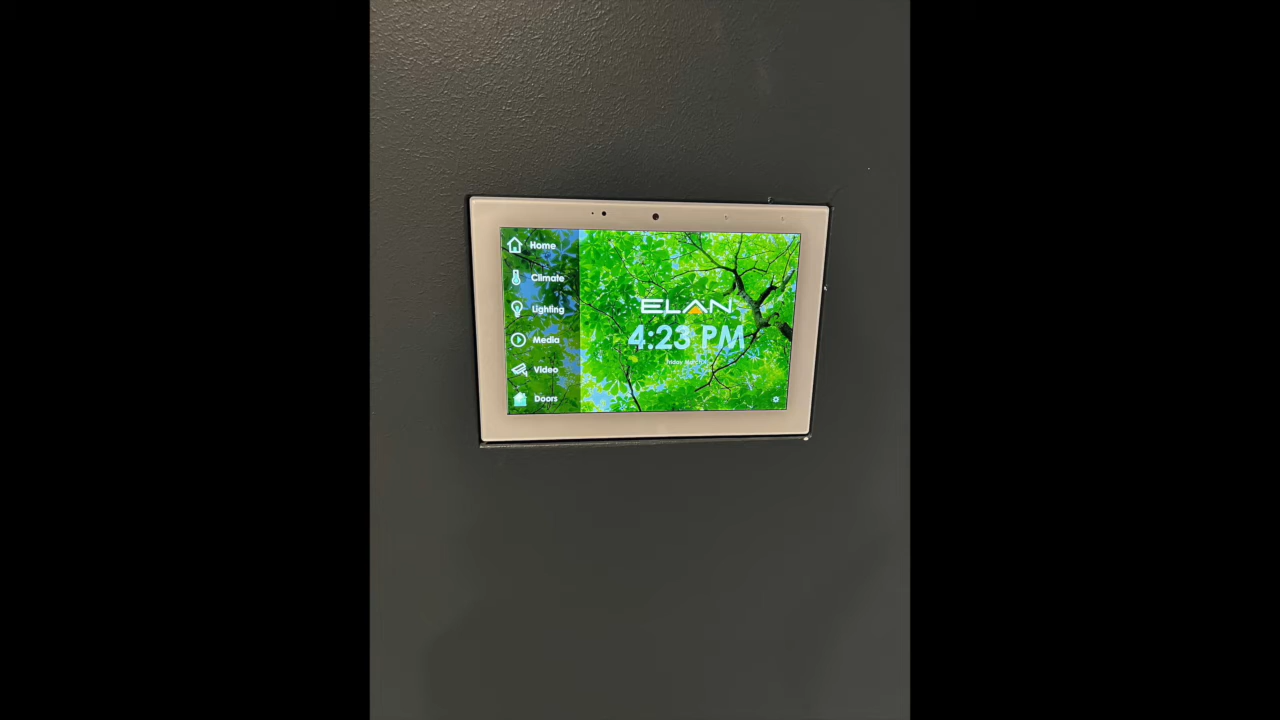 Home
Climate
Lighting
Media
Video
Doors
ELAN
4:23 PM